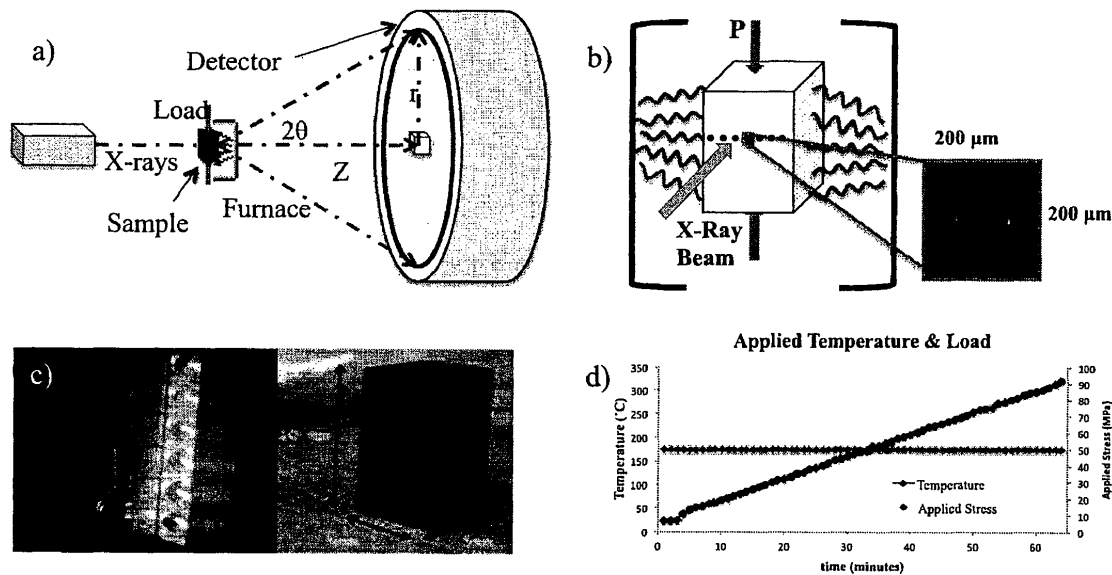 a)
Detector
Load
r
2θ
X-rays
Z
Sample
Furnace
b)
P
200 µm
200 µm
X-Ray
Beam
c)
Applied Temperature & Load
d)
350
300
250
200
150
100
50
0
Temperature (°C)
100
90
80
70
60
50
40
30
20
10
0
Applied Stress (MPa)
Temperature
Applied Stress
0
10
20
30
40
50
60
time (minutes)